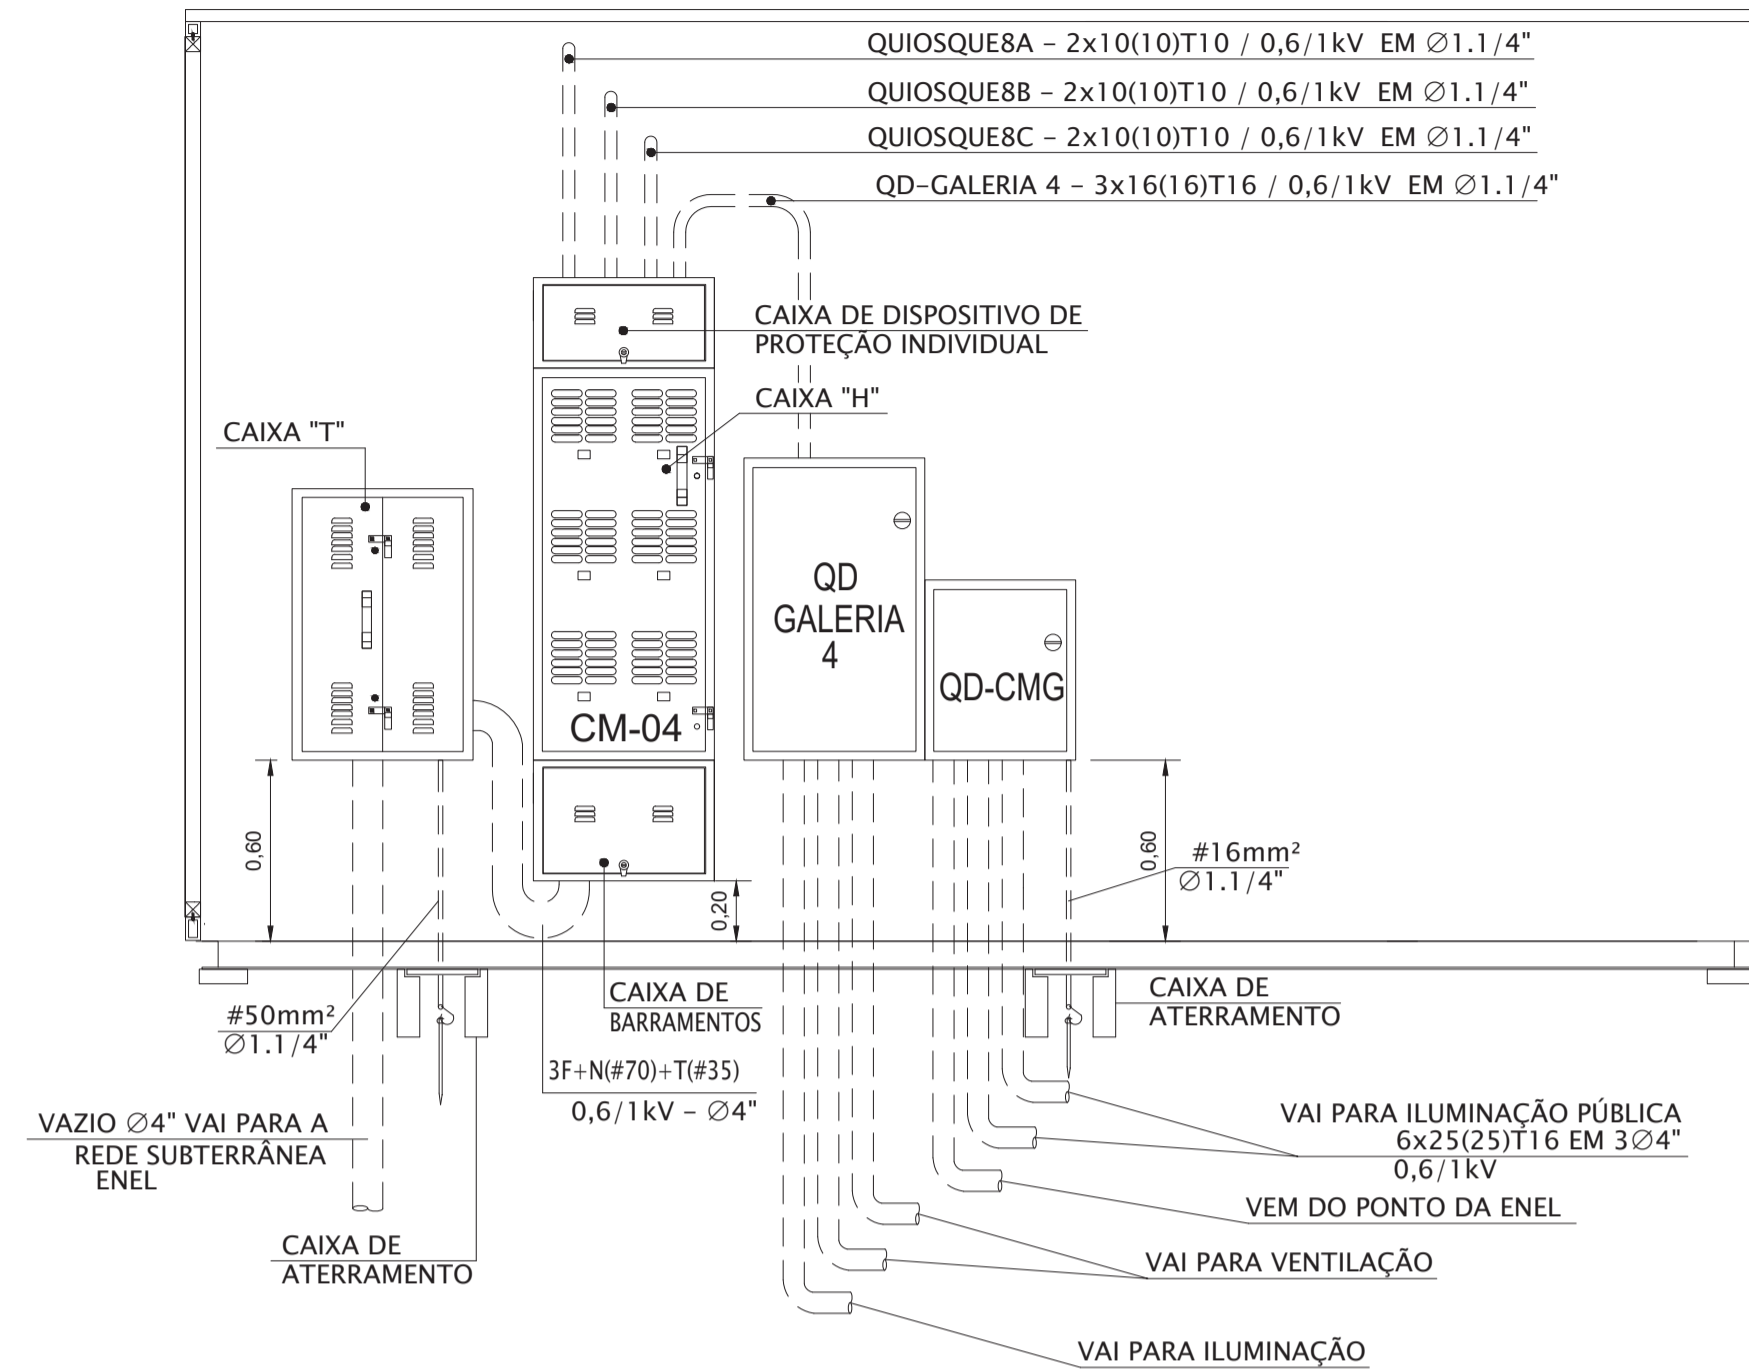 QUIOSQUE8A – 2x10(10)T10 / 0,6/1kV EM ∅1.1/4"
QUIOSQUE8B – 2x10(10)T10 / 0,6/1kV EM ∅1.1/4"
QUIOSQUE8C – 2x10(10)T10 / 0,6/1kV EM ∅1.1/4"
QD–GALERIA 4 – 3x16(16)T16 / 0,6/1kV EM ∅1.1/4"
CAIXA DE DISPOSITIVO DE
PROTEÇÃO INDIVIDUAL
CAIXA "H"
CAIXA "T"
QD
GALERIA
4
QD-CMG
CM-04
0,60
0,20
0,60
#16mm²
∅1.1/4"
#50mm²
∅1.1/4"
CAIXA DE
BARRAMENTOS
CAIXA DE
ATERRAMENTO
3F+N(#70)+T(#35)
0,6/1kV – ∅4"
VAZIO ∅4" VAI PARA A
REDE SUBTERRÂNEA
ENEL
VAI PARA ILUMINAÇÃO PÚBLICA
6x25(25)T16 EM 3∅4"
0,6/1kV
VEM DO PONTO DA ENEL
CAIXA DE
ATERRAMENTO
VAI PARA VENTILAÇÃO
VAI PARA ILUMINAÇÃO